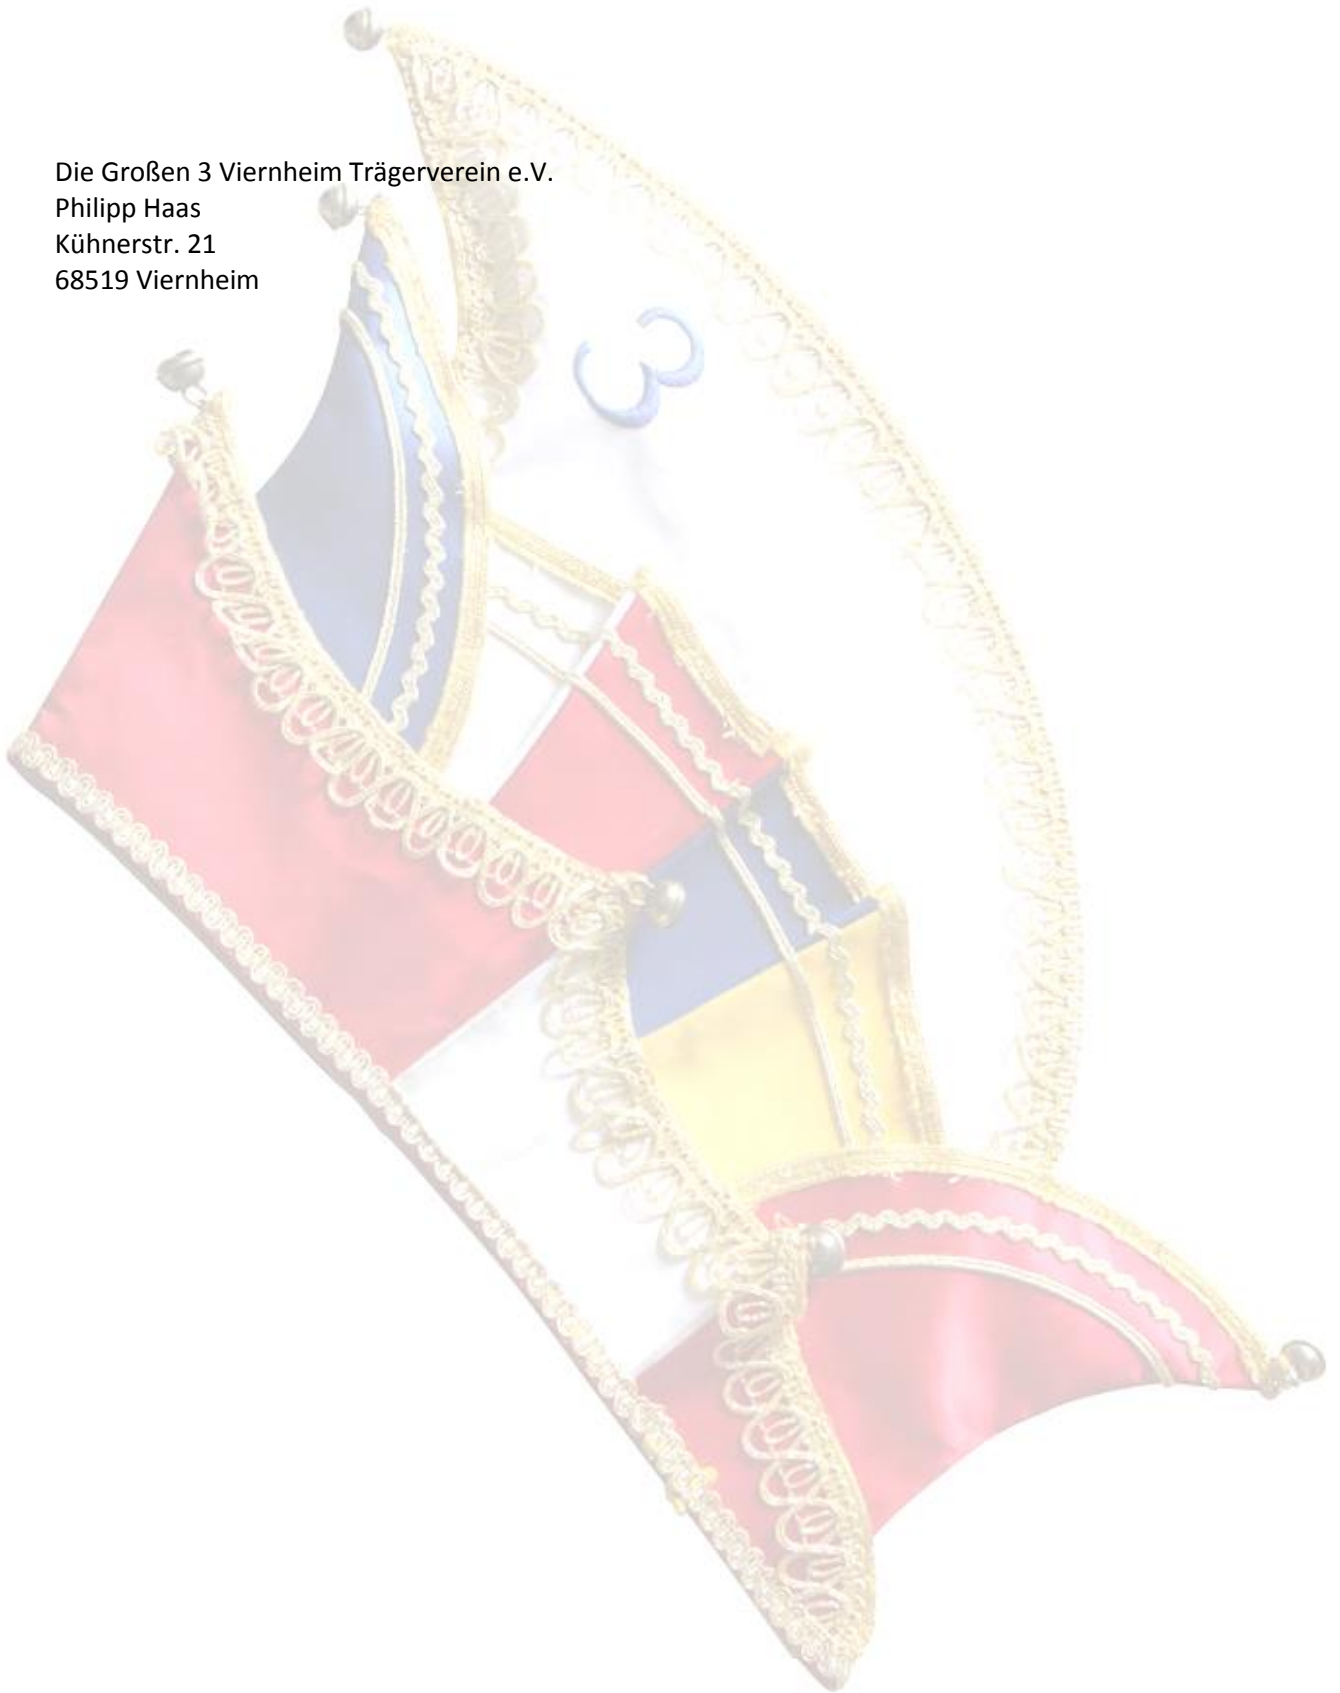 Die Großen 3 Viernheim Trägerverein e.V.
Philipp Haas
Kühnerstr. 21
68519 Viernheim
3